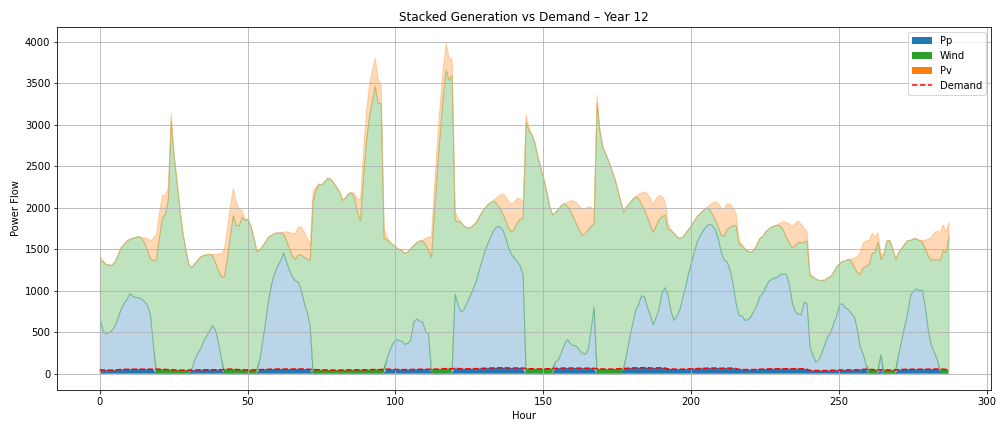 Stacked Generation vs Demand – Year 12
Power Flow
4000
3500
3000
2500
2000
1500
1000
500
0
Pp
Wind
Pv
Demand
0
50
100
150
200
250
300
Hour